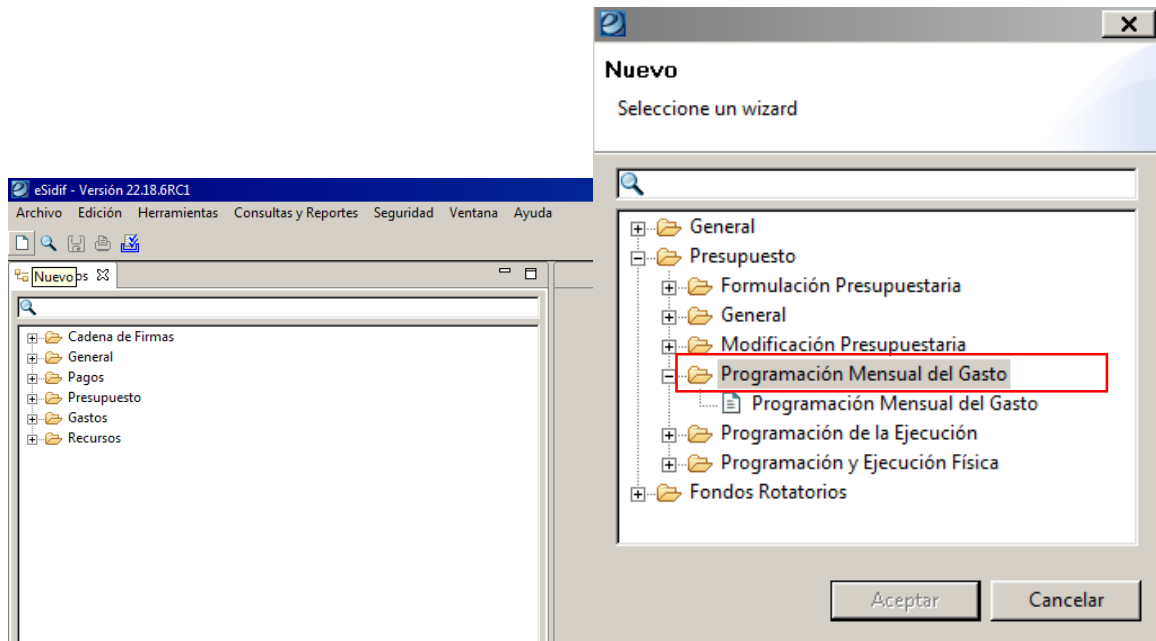 eSidif - Versión 22.18.6RC1
Archivo Edición Herramientas Consultas y Reportes Seguridad Ventana Ayuda
Nuevo
os
Cadena de Firmas
General
Pagos
Presupuesto
Gastos
Recursos
Nuevo
Seleccione un wizard
General
Presupuesto
Formulación Presupuestaria
General
Modificación Presupuestaria
Programación Mensual del Gasto
Programación Mensual del Gasto
Programación de la Ejecución
Programación y Ejecución Física
Fondos Rotatorios
Aceptar
Cancelar